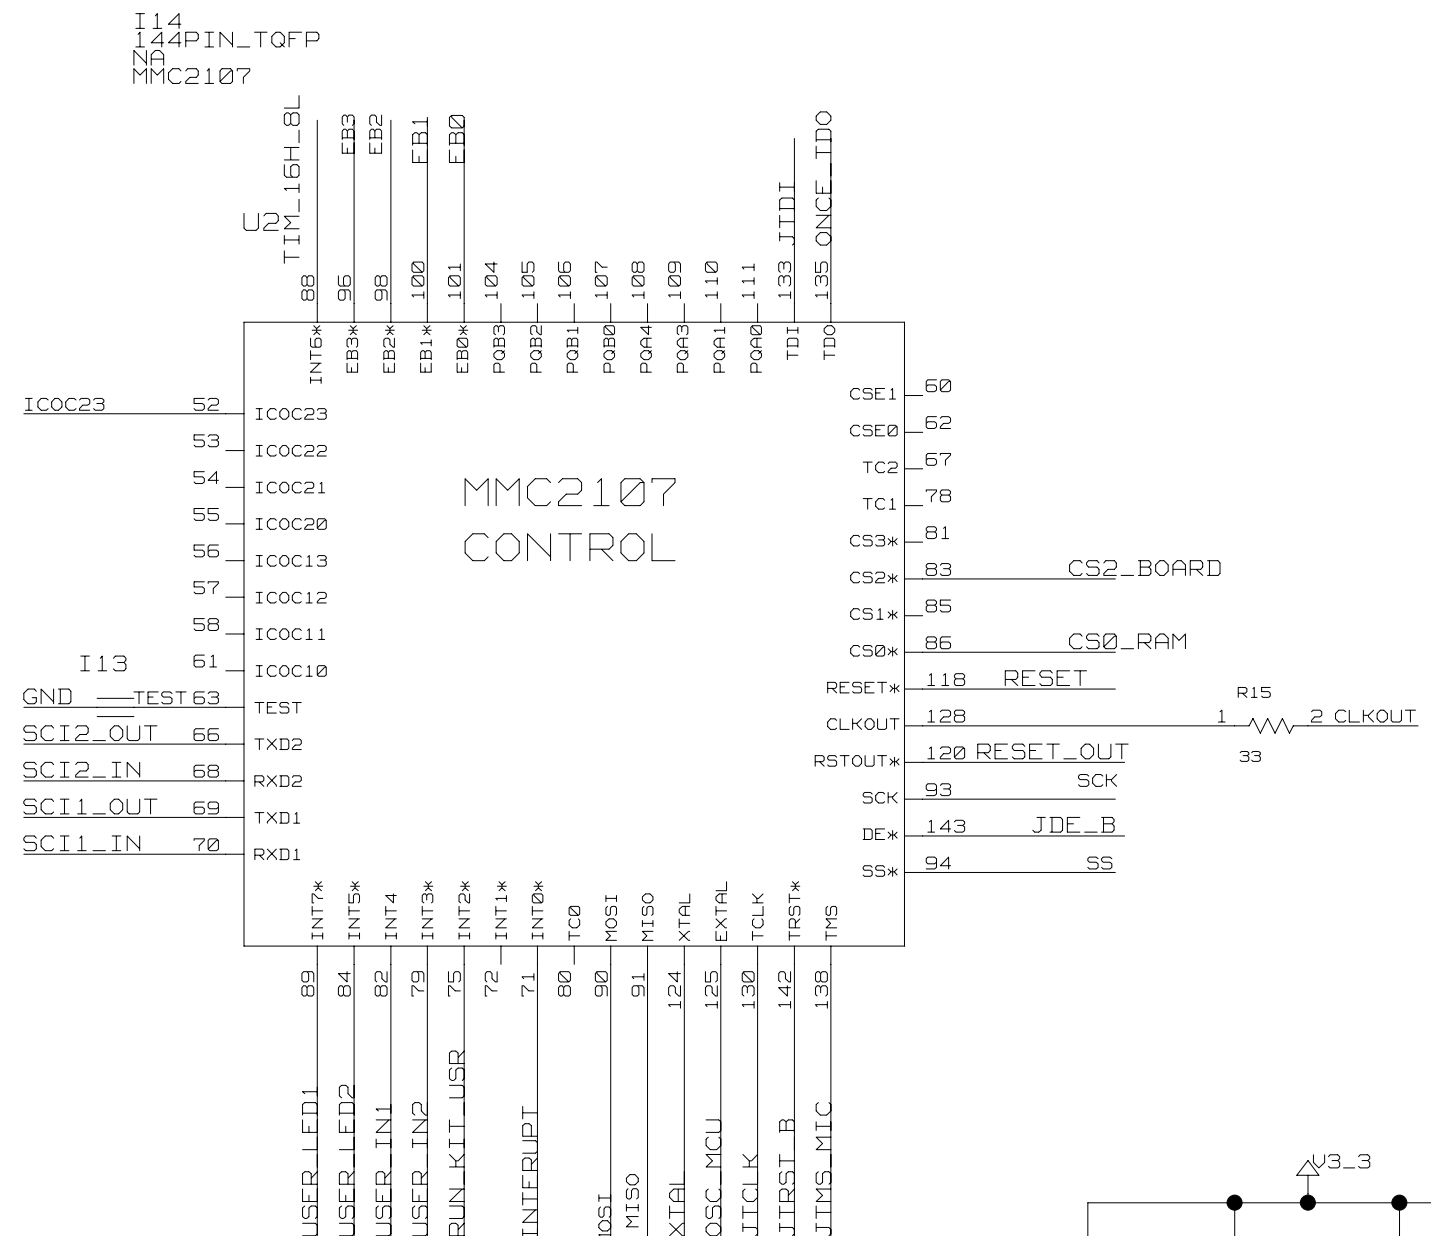 I14
144PIN_TQFP
NA
MMC2107
U2
TIM_16H_8L
EB3
EB2
EB1
EB0
JTDI
ONCE_TDO
88
96
98
100
101
104
105
106
107
108
109
110
111
133
135
INT6*
EB3*
EB2*
EB1*
EB0*
PQB3
PQB2
PQB1
PQB0
PQA4
PQA3
PQA1
PQA0
TDI
TDO
MMC2107
CONTROL
ICOC23 52 ICOC23
53 ICOC22
54 ICOC21
55 ICOC20
56 ICOC13
57 ICOC12
58 ICOC11
I13
61 ICOC10
GND TEST 63 TEST
SCI2_OUT 66 TXD2
SCI2_IN 68 RXD2
SCI1_OUT 69 TXD1
SCI1_IN 70 RXD1
CSE1 60
CSE0 62
TC2 67
TC1 78
CS3* 81
CS2* 83 CS2_BOARD
CS1* 85
CS0* 86 CS0_RAM
RESET* 118 RESET
R15
CLKOUT 128 1 2 CLKOUT
33
RSTOUT* 120 RESET_OUT
SCK 93 SCK
DE* 143 JDE_B
SS* 94 SS
INT7*
INT5*
INT4
INT3*
INT2*
INT1*
INT0*
TC0
MOSI
MISO
XTAL
EXTAL
TCLK
TRST*
TMS
89
84
82
79
75
72
71
80
90
91
124
125
130
142
138
USER_LED1
USER_LED2
USER_IN1
USER_IN2
RUN_KIT_USR
INTERUPT
MOSI
MISO
XTAL
OSC_MCU
JTCLK
JTRST_B
JTMS_MIC
V3_3